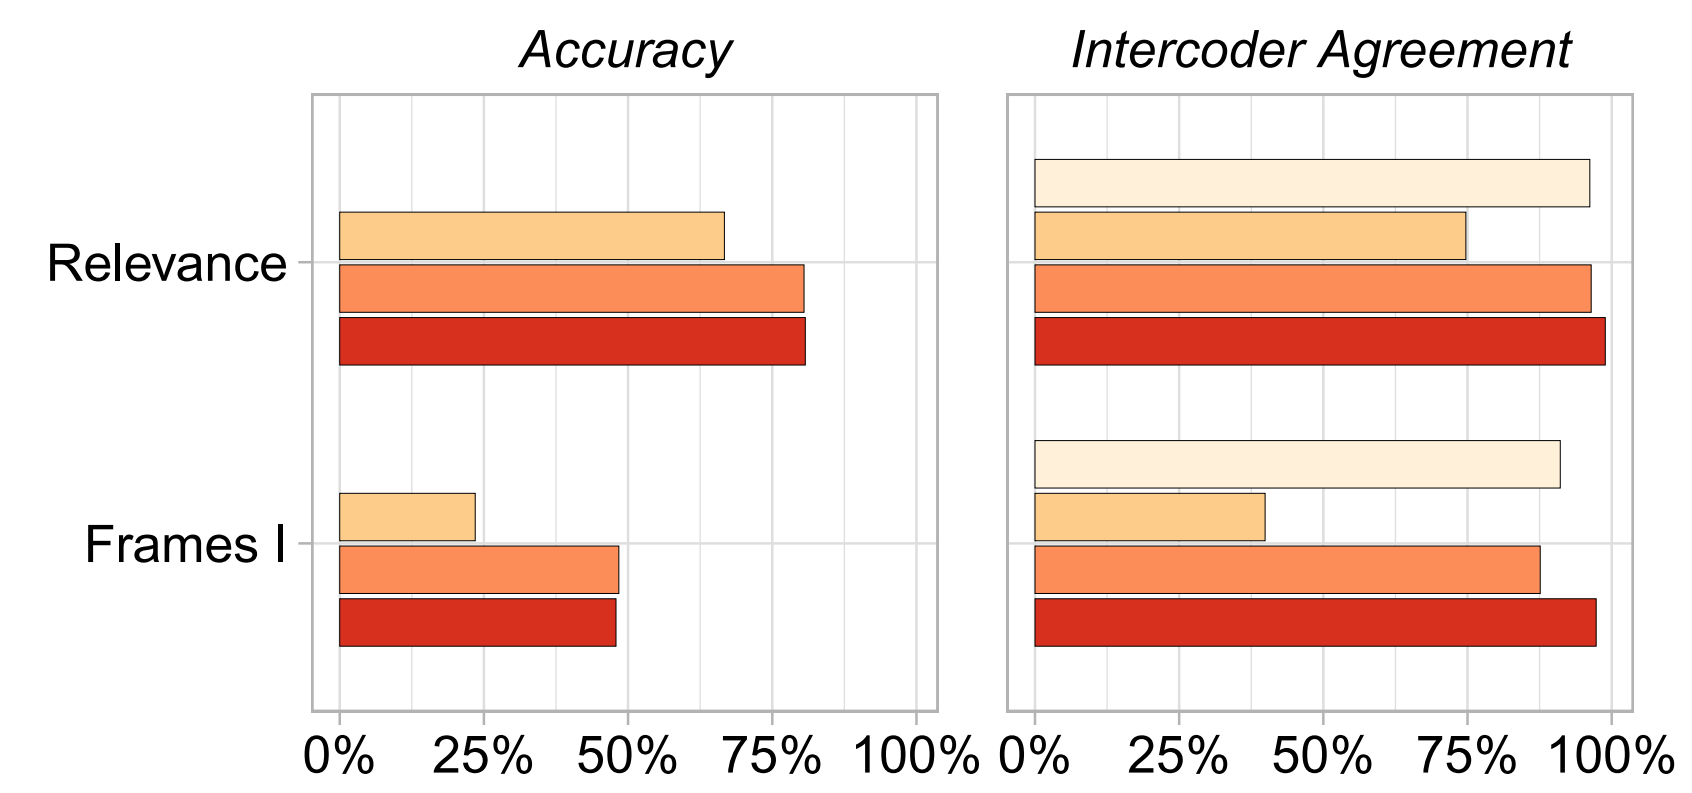 Accuracy
Intercoder Agreement
Relevance
Frames I
0% 25% 50% 75% 100%
0% 25% 50% 75% 100%